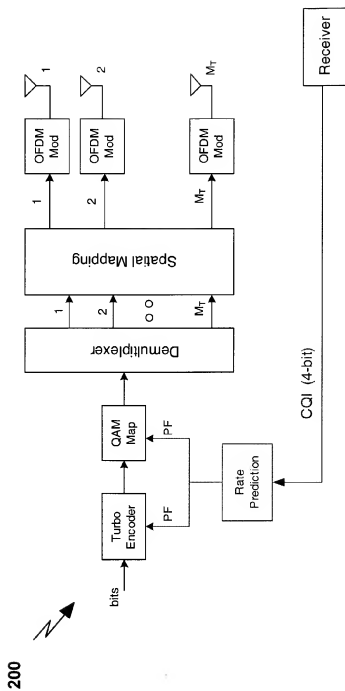 200
bits
Turbo
Encoder
PF
QAM
Map
PF
Rate
Prediction
Demultiplexer
1
2
M_T
Spatial Mapping
1
2
M_T
OFDM
Mod
1
OFDM
Mod
2
OFDM
Mod
M_T
CQI (4-bit)
Receiver